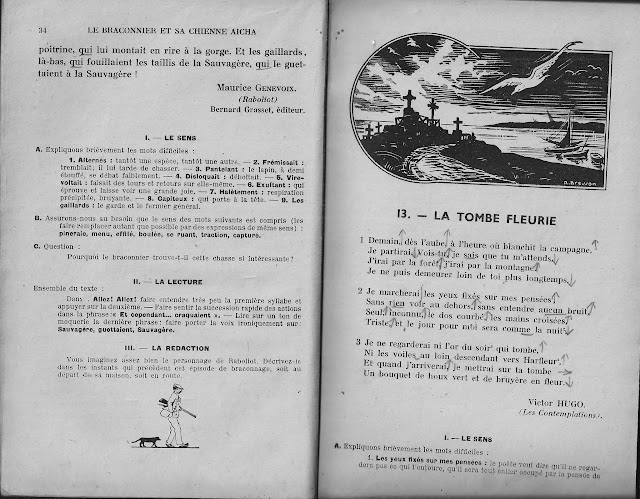 34 LE BRACONNIER ET SA CHIENNE AÏCHA
poitrine, qui lui montait en rire à la gorge. Et les gaillards,
là-bas, qui fouillaient les taillis de la Sauvagère, qui le guet-
taient à la Sauvagère !
Maurice GENEVOIX.
(Raboliot)
Bernard Grasset, éditeur.
I. — LE SENS
A. Expliquons brièvement les mots difficiles :
1. Alternés : tantôt une espèce, tantôt une autre. — 2. Frémissait :
tremblait; il lui tarde de chasser. — 3. Pantelant : le lapin, à demi
étouffé, se débat faiblement. — 4. Disloquait : déboîtait. — 5. Vire-
voltait : faisait des tours et retours sur elle-même. — 6. Exultant : qui
éprouve et laisse voir une grande joie. — 7. Halètement : respiration
précipitée, bruyante. — 8. Capiteux : qui porte à la tête. — 9. Les
gaillards : le garde et le fermier général.
B. Assurons-nous au besoin que le sens des mots suivants est compris (les
faire remplacer autant que possible par des expressions de même sens) :
pineraie, menu, effilé, boulée, se ruant, traction, capturé.
C. Question :
Pourquoi le braconnier trouve-t-il cette chasse si intéressante?
II. — LA LECTURE
Ensemble du texte :
Dans : Allez! Allez! faire entendre très peu la première syllabe et
appuyer sur la deuxième. — Faire sentir la succession rapide des actions
dans la phrase: « Et cependant... craquaient ». — Lire sur un ton de
moquerie la dernière phrase: faire porter la voix ironiquement sur:
Sauvagère, guettaient, Sauvagère.
III. — LA REDACTION
Vous imaginez assez bien le personnage de Raboliot. Décrivez-le
dans les instants qui précèdent cet épisode de braconnage, soit au
départ de sa maison, soit en route.
13. — LA TOMBE FLEURIE
1 Demain, dès l'aube, à l'heure où blanchit la campagne,
Je partirai. Vois-tu, je sais que tu m'attends.
J'irai par la forêt, j'irai par la montagne.
Je ne puis demeurer loin de toi plus longtemps.
2 Je marcherai les yeux fixés sur mes pensées,
Sans rien voir au dehors, sans entendre aucun bruit,
Seul, inconnu, le dos courbé, les mains croisées,
Triste, et le jour pour moi sera comme la nuit.
3 Je ne regarderai ni l'or du soir qui tombe,
Ni les voiles au loin descendant vers Harfleur,
Et quand j'arriverai, je mettrai sur ta tombe
Un bouquet de houx vert et de bruyère en fleur.
Victor HUGO.
(Les Contemplations).
I. — LE SENS
A. Expliquons brièvement les mots difficiles :
1. Les yeux fixés sur mes pensées : le poète veut dire qu'il ne regar-
dera pas ce qui l'entoure, qu'il sera tout entier occupé par la pensée de